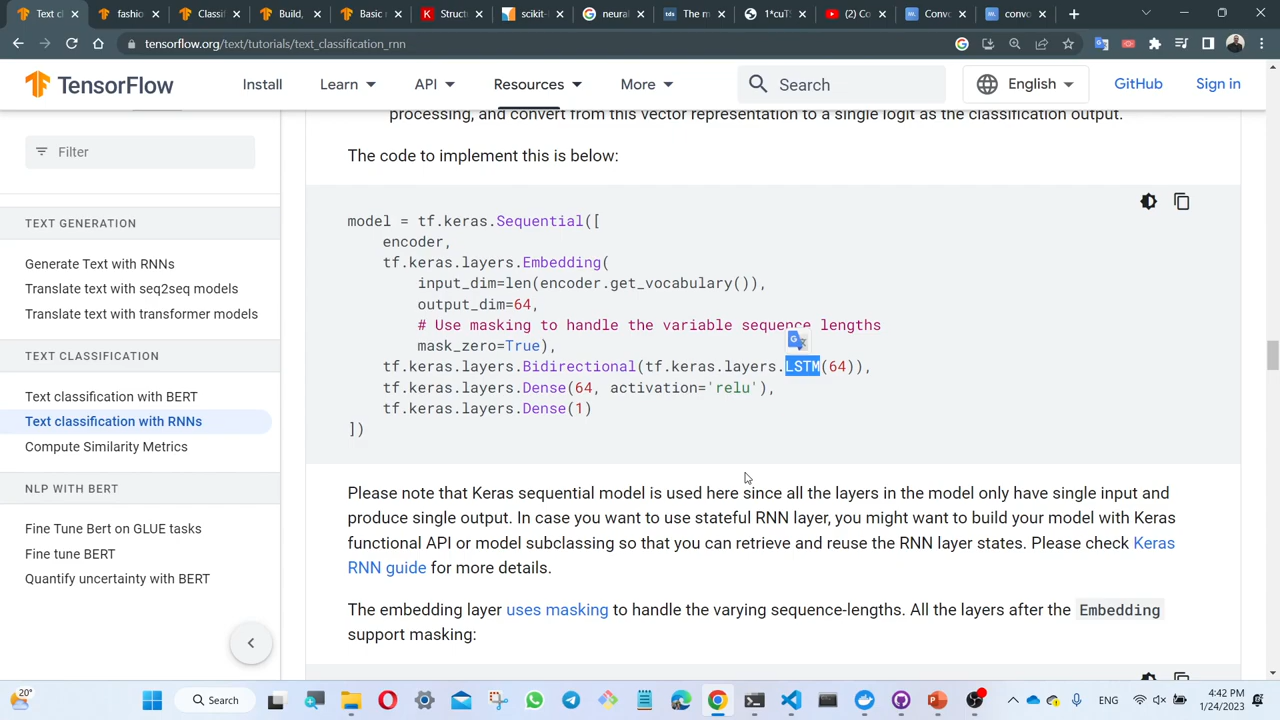 Text cl
fashio
Classif
Build,
Basic r
Structu
scikit-l
neural
tds
The m
1*cuTS
(2) Co
Convo
convo
tensorflow.org/text/tutorials/text_classification_rnn
TensorFlow
Install
Learn
API
Resources
More
Search
English
GitHub
Sign in
Filter
TEXT GENERATION
Generate Text with RNNs
Translate text with seq2seq models
Translate text with transformer models
TEXT CLASSIFICATION
Text classification with BERT
Text classification with RNNs
Compute Similarity Metrics
NLP WITH BERT
Fine Tune Bert on GLUE tasks
Fine tune BERT
Quantify uncertainty with BERT
processing, and convert from this vector representation to a single logit as the classification output.
The code to implement this is below:
model = tf.keras.Sequential([
encoder,
tf.keras.layers.Embedding(
input_dim=len(encoder.get_vocabulary()),
output_dim=64,
# Use masking to handle the variable sequence lengths
mask_zero=True),
tf.keras.layers.Bidirectional(tf.keras.layers.LSTM(64)),
tf.keras.layers.Dense(64, activation='relu'),
tf.keras.layers.Dense(1)
])
Please note that Keras sequential model is used here since all the layers in the model only have single input and
produce single output. In case you want to use stateful RNN layer, you might want to build your model with Keras
functional API or model subclassing so that you can retrieve and reuse the RNN layer states. Please check Keras
RNN guide for more details.
The embedding layer uses masking to handle the varying sequence-lengths. All the layers after the Embedding
support masking:
20°
Search
ENG
4:42 PM
1/24/2023